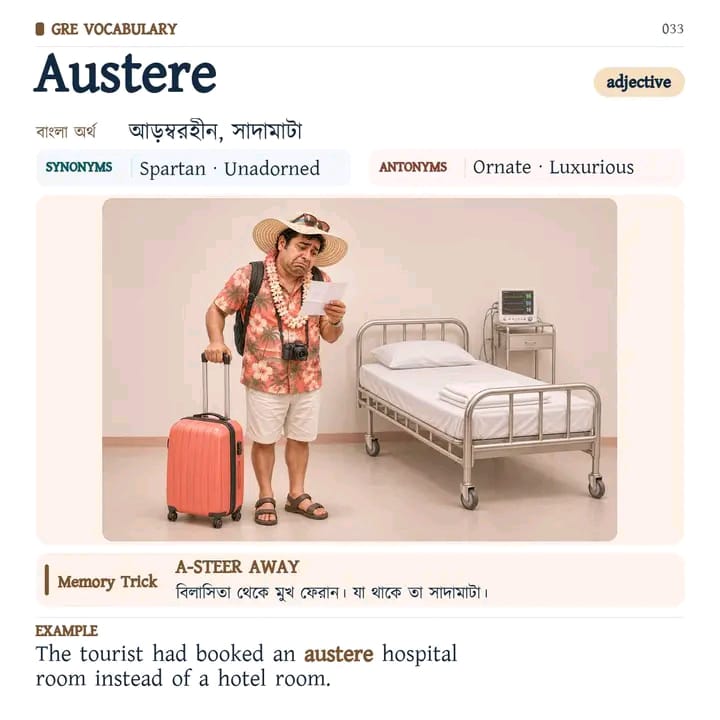 GRE VOCABULARY
033
Austere
adjective
বাংলা অর্থ আড়ম্বরহীন, সাদামাটা
SYNONYMS Spartan · Unadorned
ANTONYMS Ornate · Luxurious
Memory Trick
A-STEER AWAY
বিলাসিতা থেকে মুখ ফেরান। যা থাকে তা সাদামাটা।
EXAMPLE
The tourist had booked an austere hospital
room instead of a hotel room.